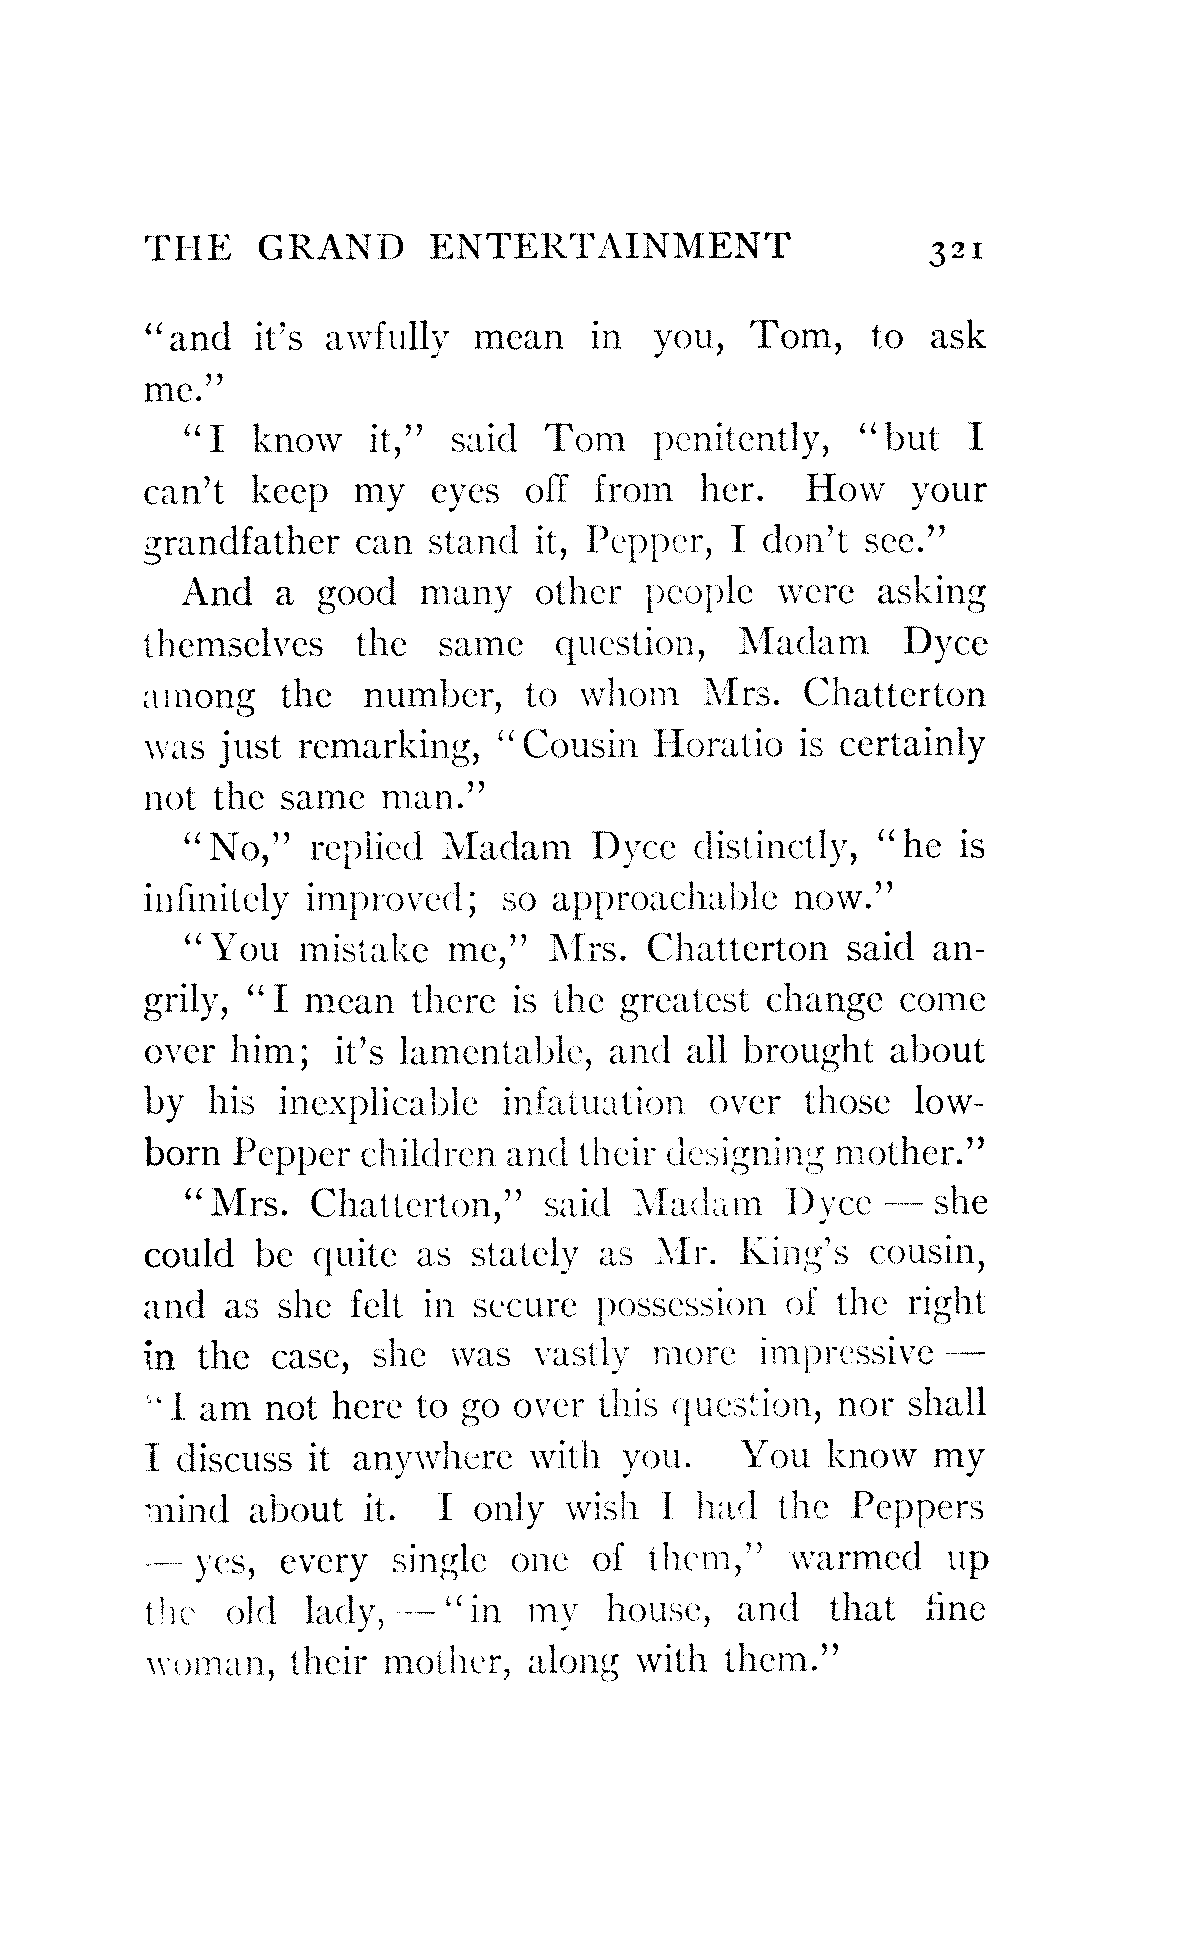 THE GRAND ENTERTAINMENT 321
"and it's awfully mean in you, Tom, to ask
me."
"I know it," said Tom penitently, "but I
can't keep my eyes off from her. How your
grandfather can stand it, Pepper, I don't see."
And a good many other people were asking
themselves the same question, Madam Dyce
among the number, to whom Mrs. Chatterton
was just remarking, "Cousin Horatio is certainly
not the same man."
"No," replied Madam Dyce distinctly, "he is
infinitely improved; so approachable now."
"You mistake me," Mrs. Chatterton said an-
grily, "I mean there is the greatest change come
over him; it's lamentable, and all brought about
by his inexplicable infatuation over those low-
born Pepper children and their designing mother."
"Mrs. Chatterton," said Madam Dyce — she
could be quite as stately as Mr. King's cousin,
and as she felt in secure possession of the right
in the case, she was vastly more impressive —
"I am not here to go over this question, nor shall
I discuss it anywhere with you. You know my
mind about it. I only wish I had the Peppers
— yes, every single one of them," warmed up
the old lady, — "in my house, and that fine
woman, their mother, along with them."